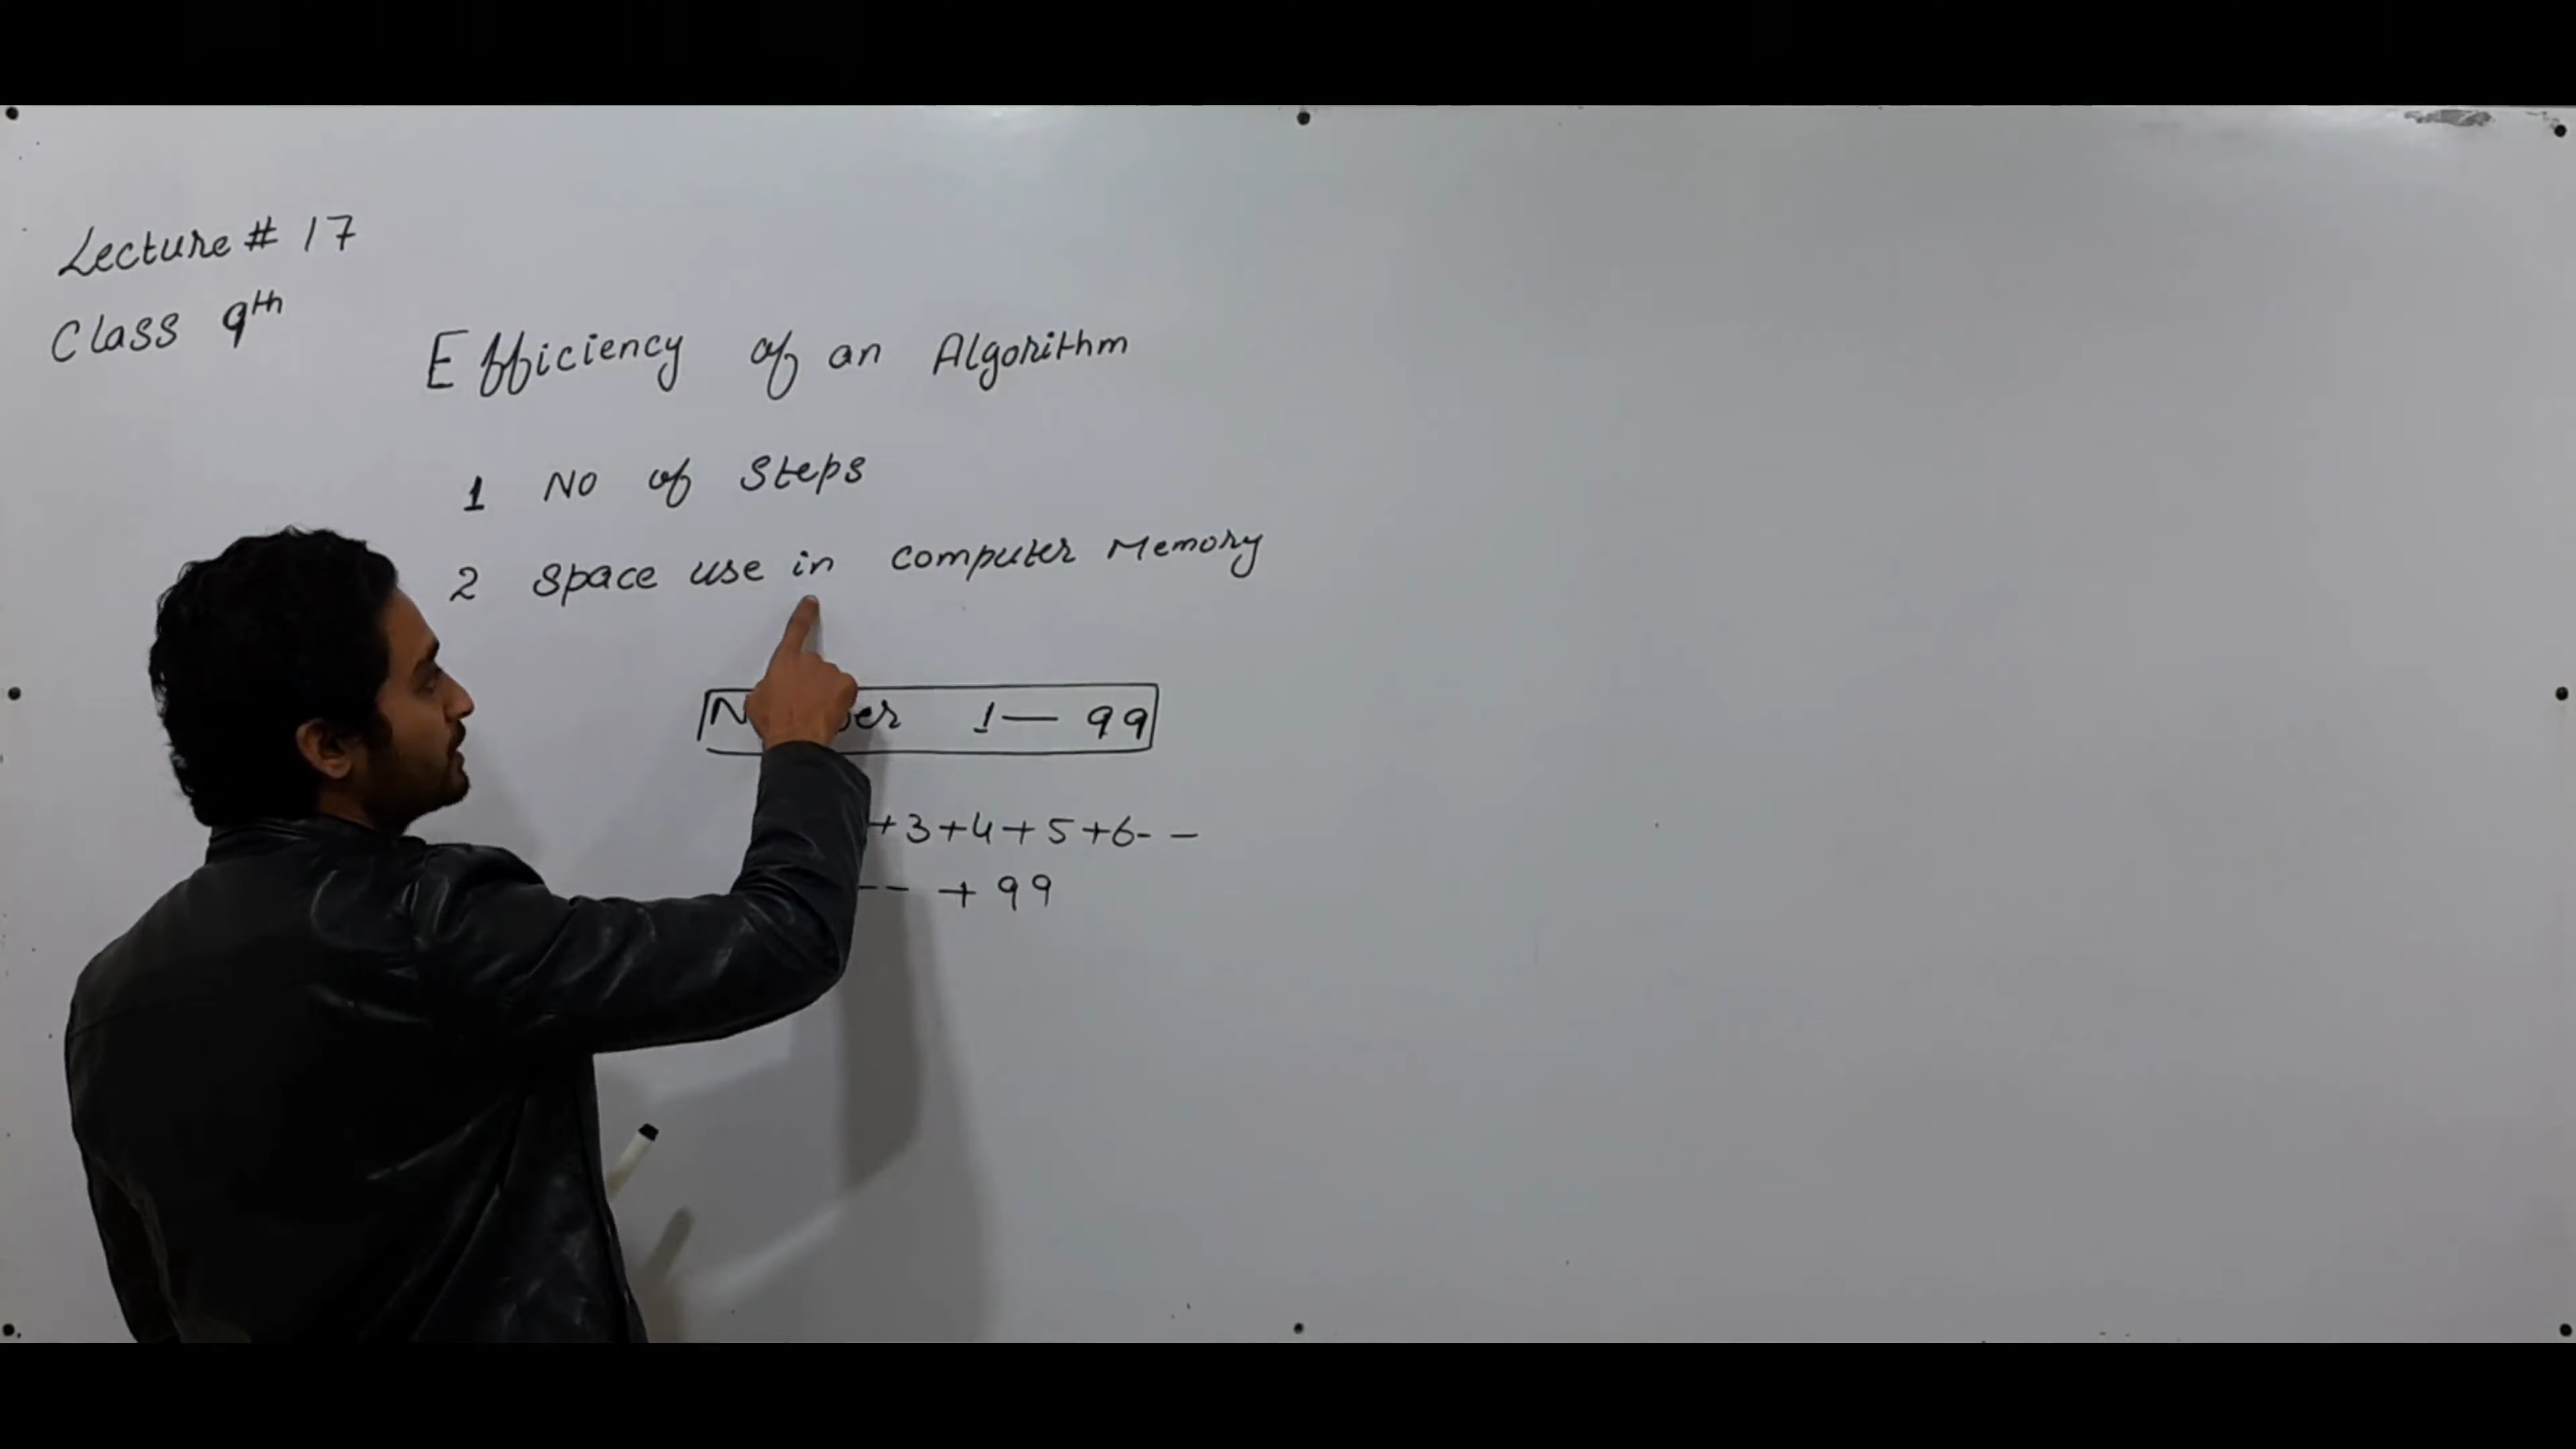 Lecture # 17
Class 9th
Efficiency of an Algorithm
1 No of Steps
2 Space use in computer Memory
1 — 99
+3+4+5+6- -
-- + 99